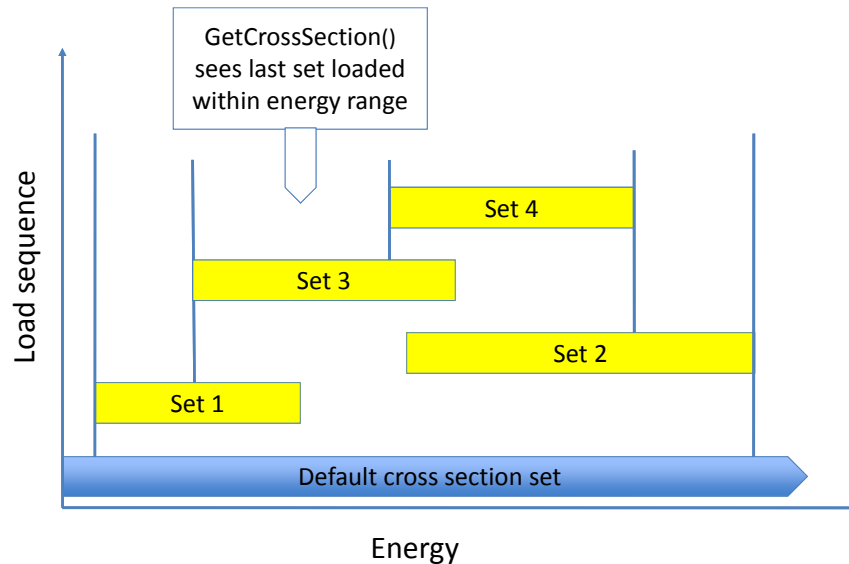 GetCrossSection()
sees last set loaded
within energy range
Load sequence
Set 4
Set 3
Set 2
Set 1
Default cross section set
Energy